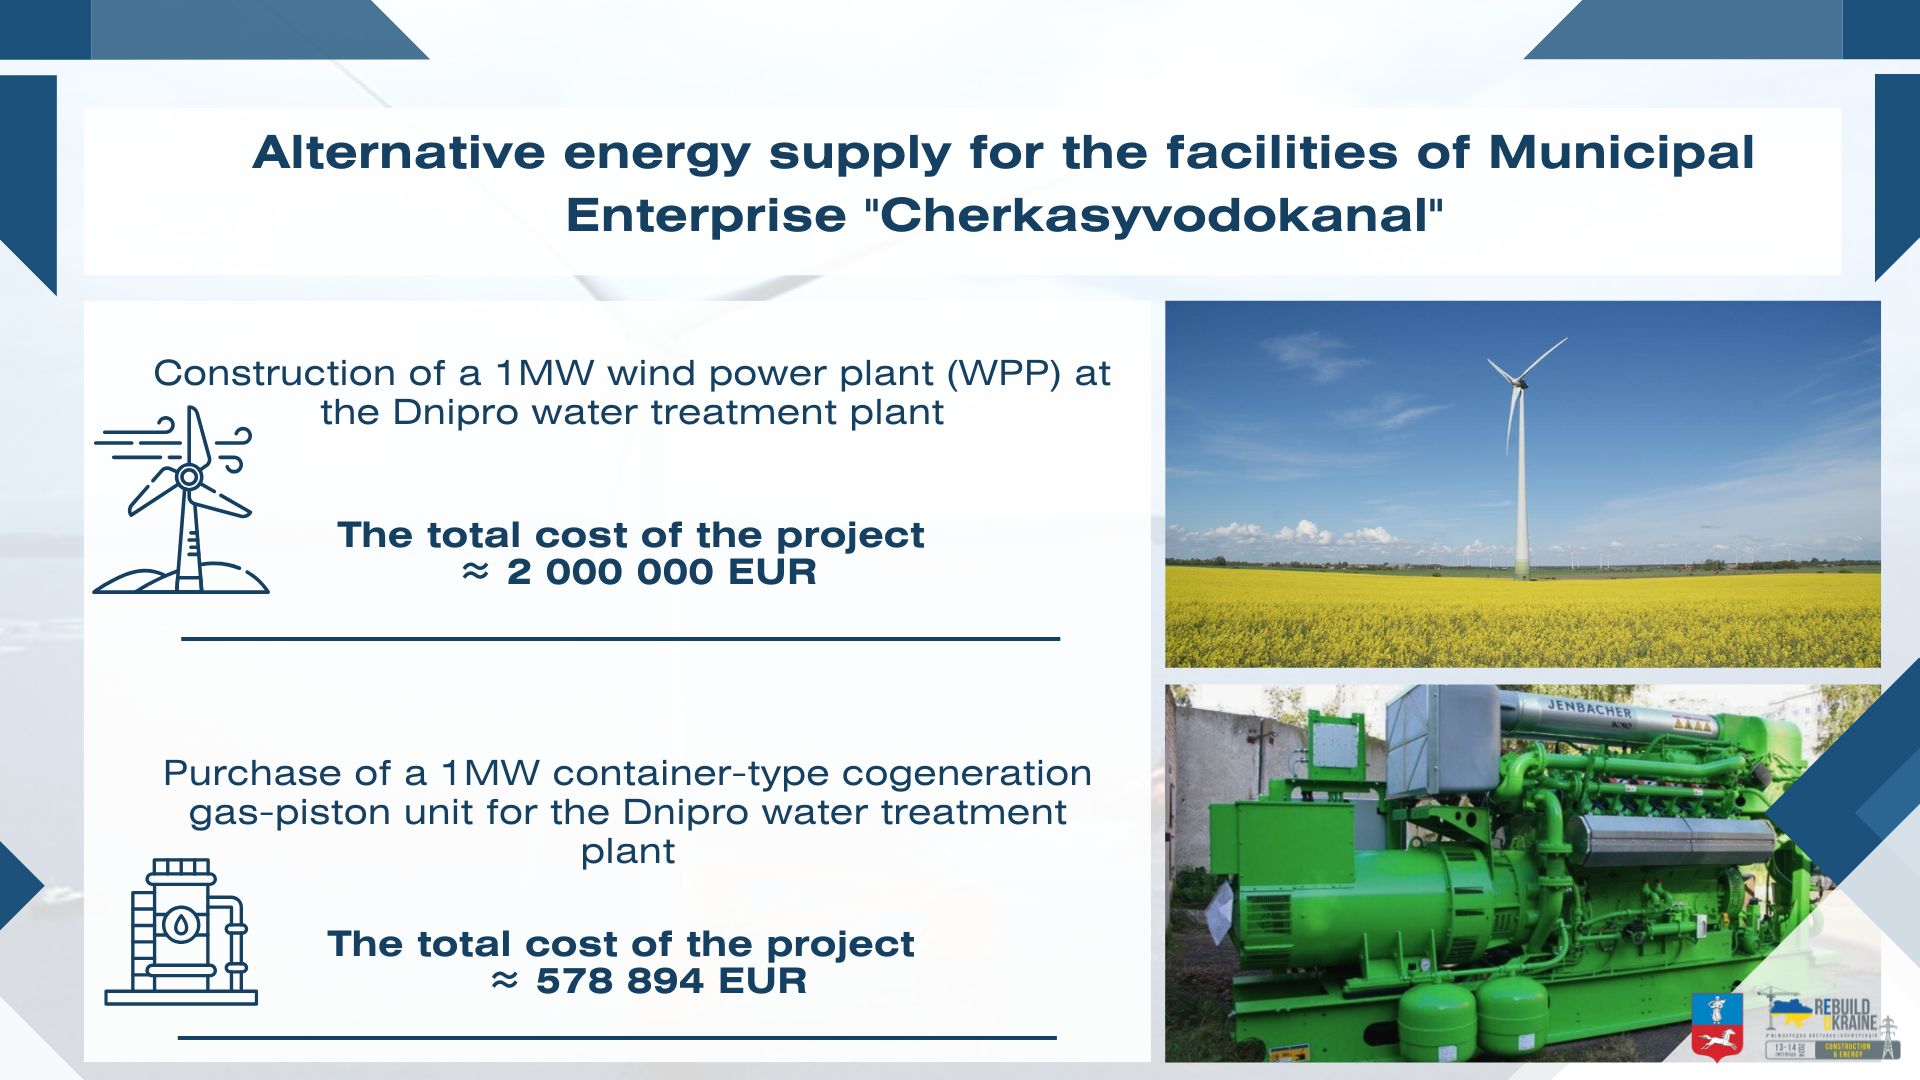 Alternative energy supply for the facilities of Municipal
Enterprise "Cherkasyvodokanal"
Construction of a 1MW wind power plant (WPP) at
the Dnipro water treatment plant
The total cost of the project
≈ 2 000 000 EUR
Purchase of a 1MW container-type cogeneration
gas-piston unit for the Dnipro water treatment
plant
The total cost of the project
≈ 578 894 EUR
JENBACHER
REBUILD
UKRAINE
13-14
2024
CONSTRUCTION
& ENERGY